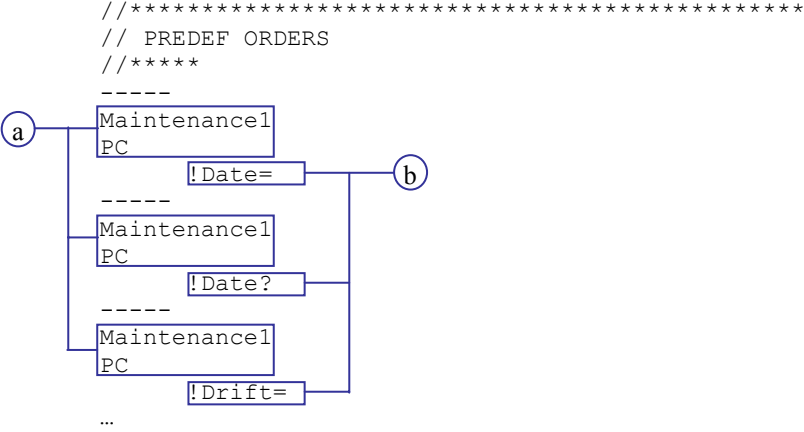 //***********************************************
// PREDEF ORDERS
//*****
-----
Maintenance1
a
PC
!Date=
b
-----
Maintenance1
PC
!Date?
-----
Maintenance1
PC
!Drift=
…